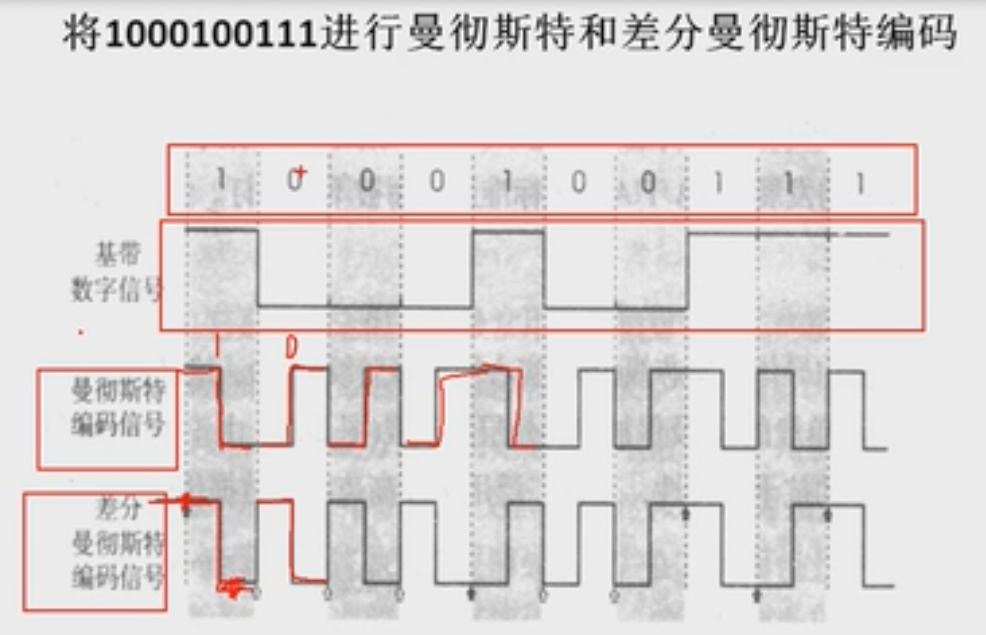 将1000100111进行曼彻斯特和差分曼彻斯特编码
1 0 0 0 1 0 0 1 1 1
基带
数字信号
1 0
曼彻斯特
编码信号
差分
曼彻斯特
编码信号